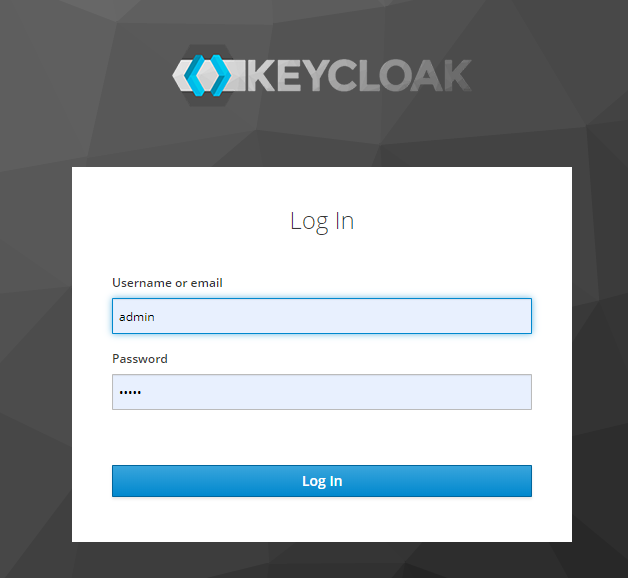 KEYCLOAK
Log In
Username or email
admin
Password
•••••
Log In